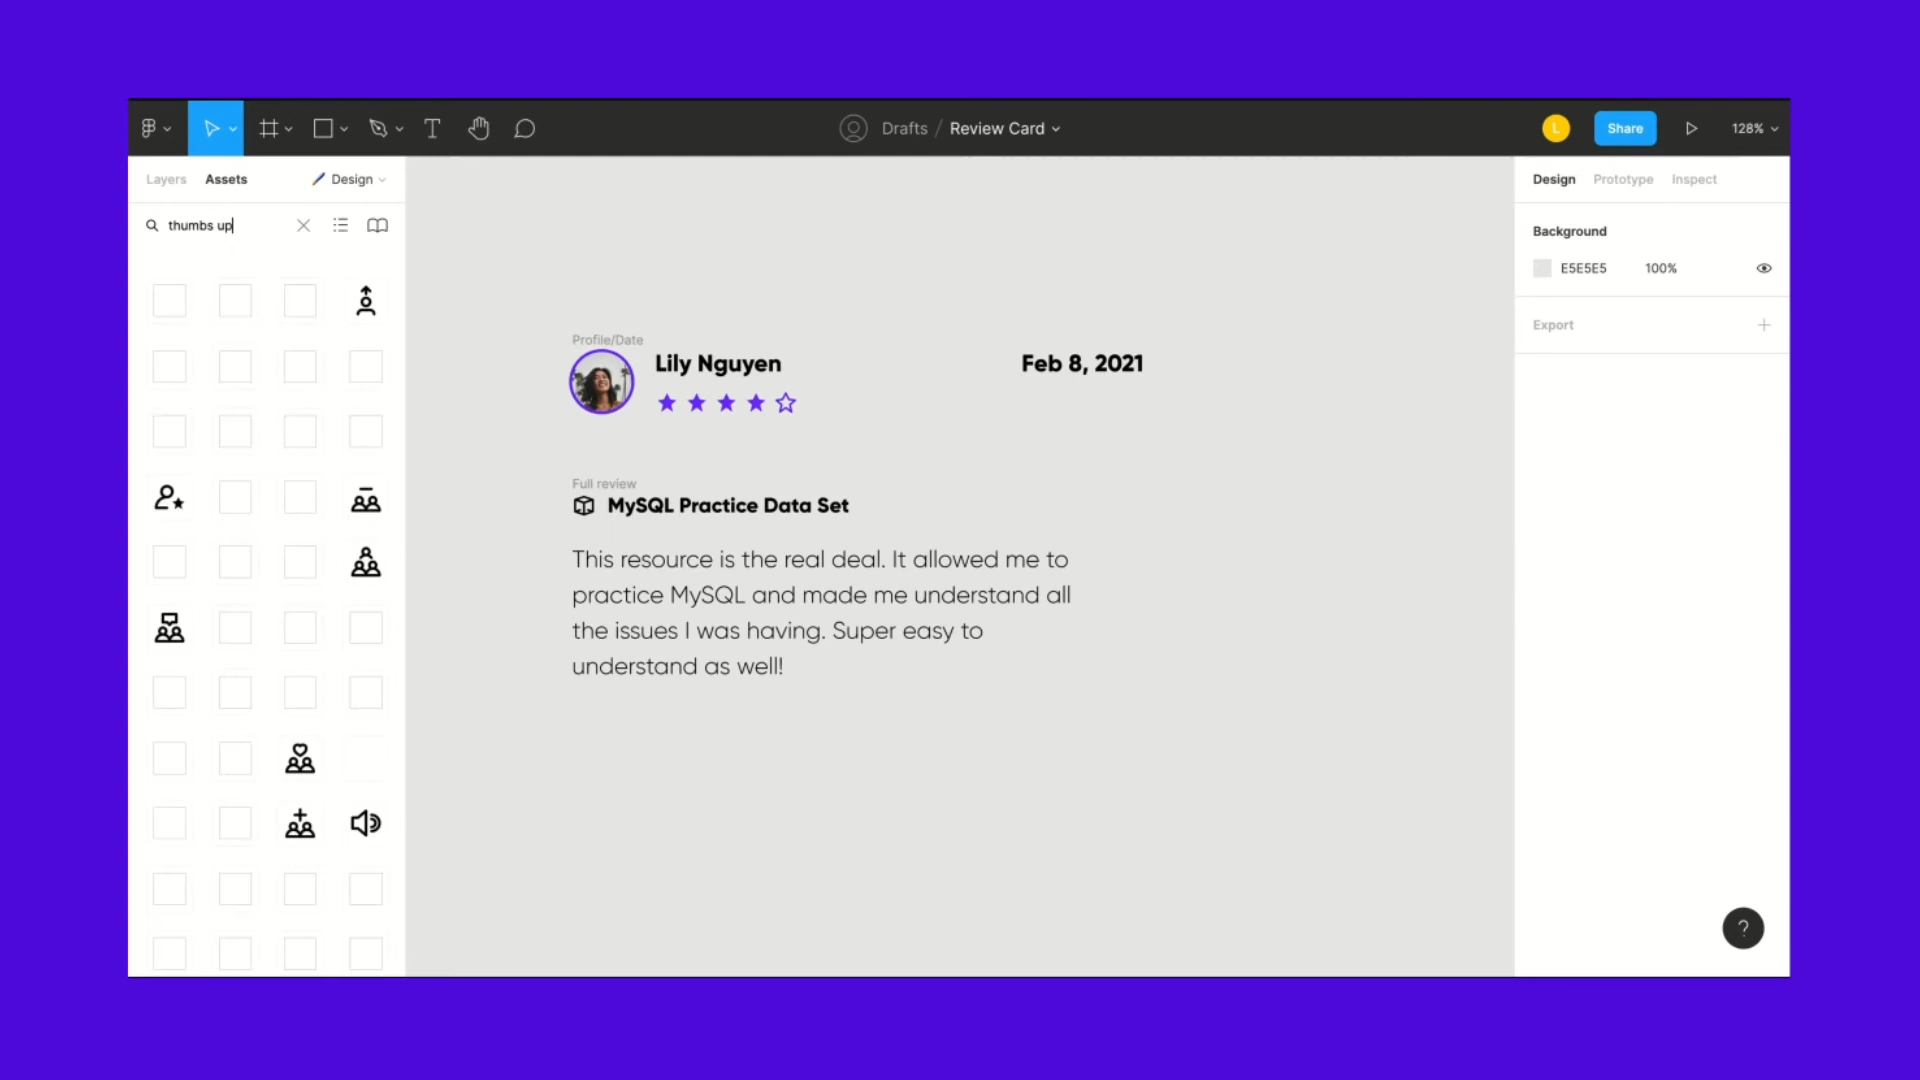 Drafts / Review Card
L
Share
128%
Layers
Assets
Design
thumbs up
Design
Prototype
Inspect
Background
E5E5E5
100%
Export
Profile/Date
Lily Nguyen
Feb 8, 2021
Full review
MySQL Practice Data Set
This resource is the real deal. It allowed me to
practice MySQL and made me understand all
the issues I was having. Super easy to
understand as well!
?